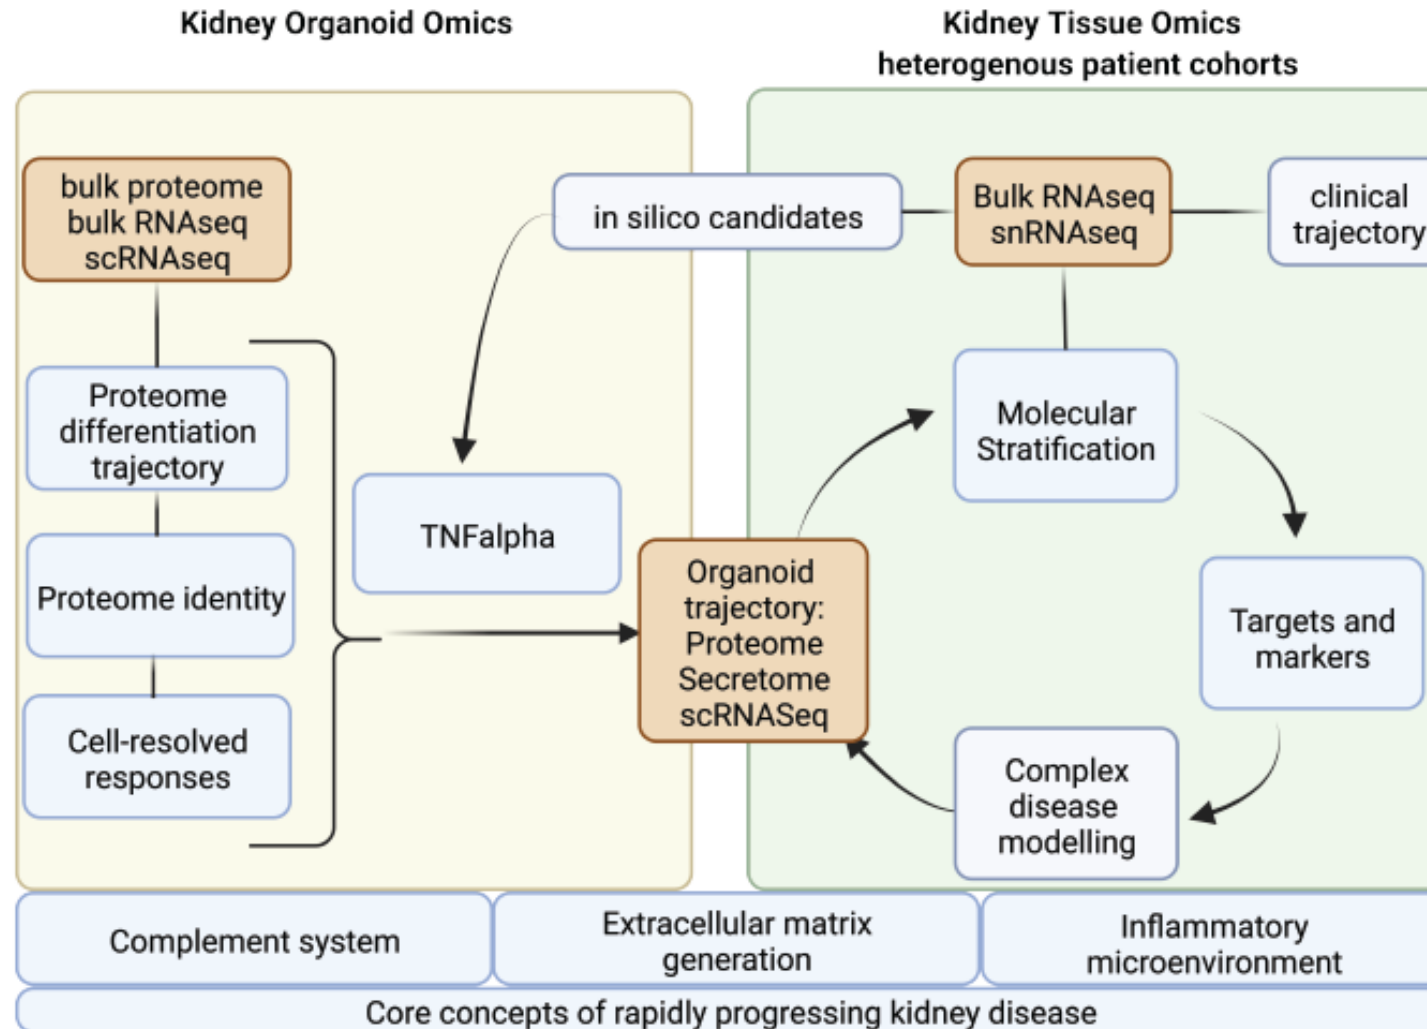 Kidney Organoid Omics
Kidney Tissue Omics
heterogenous patient cohorts
bulk proteome
bulk RNAseq
scRNAseq
in silico candidates
Bulk RNAseq
snRNAseq
clinical
trajectory
Proteome
differentiation
trajectory
Molecular
Stratification
TNFalpha
Proteome identity
Organoid
trajectory:
Proteome
Secretome
scRNASeq
Targets and
markers
Cell-resolved
responses
Complex
disease
modelling
Complement system
Extracellular matrix
generation
Inflammatory
microenvironment
Core concepts of rapidly progressing kidney disease